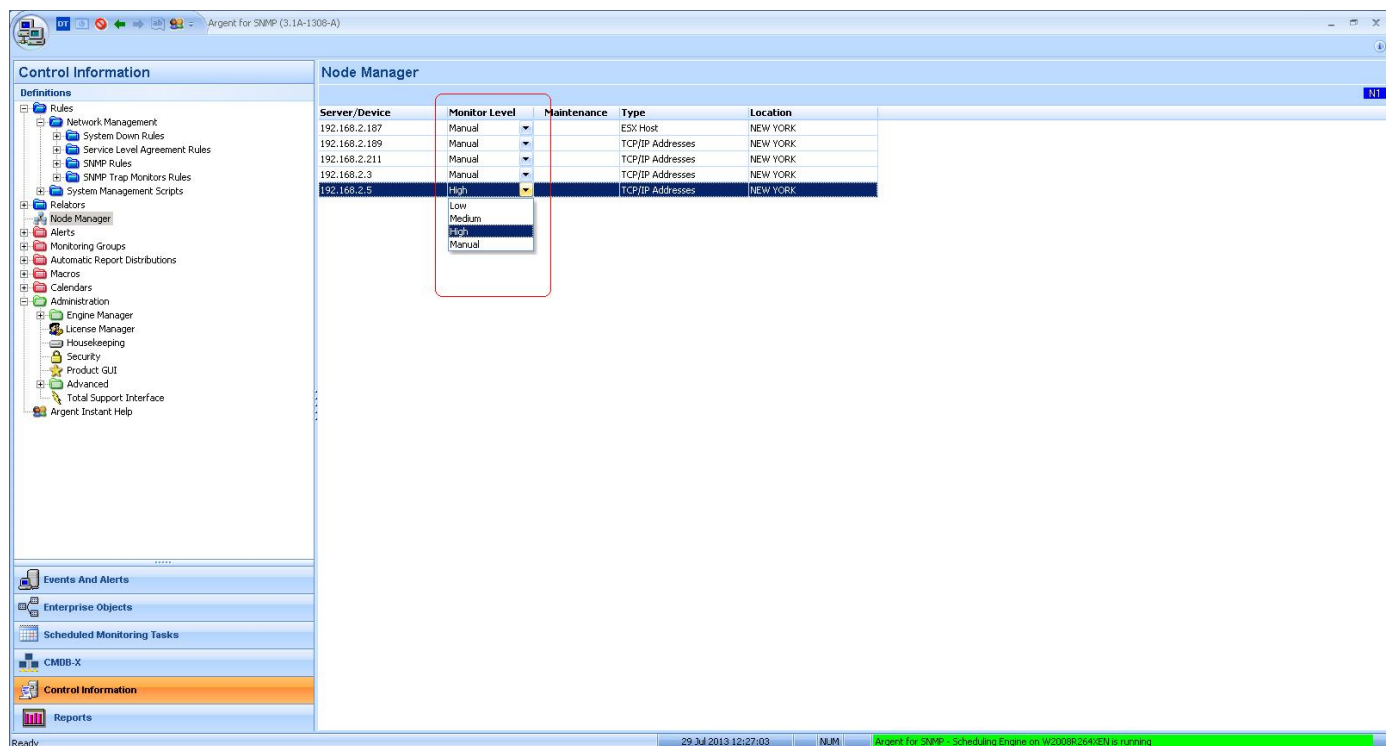 DT ab Argent for SNMP (3.1A-1308-A)
Control Information
Node Manager
Definitions
N1
Rules
Network Management
System Down Rules
Service Level Agreement Rules
SNMP Rules
SNMP Trap Monitors Rules
System Management Scripts
Relators
Node Manager
Alerts
Monitoring Groups
Automatic Report Distributions
Macros
Calendars
Administration
Engine Manager
License Manager
Housekeeping
Security
Product GUI
Advanced
Total Support Interface
Argent Instant Help
Server/Device Monitor Level Maintenance Type Location
192.168.2.187 Manual ESX Host NEW YORK
192.168.2.189 Manual TCP/IP Addresses NEW YORK
192.168.2.211 Manual TCP/IP Addresses NEW YORK
192.168.2.3 Manual TCP/IP Addresses NEW YORK
192.168.2.5 High TCP/IP Addresses NEW YORK
Low
Medium
High
Manual
Events And Alerts
Enterprise Objects
Scheduled Monitoring Tasks
CMDB-X
Control Information
Reports
Ready 29 Jul 2013 12:27:03 NUM Argent for SNMP - Scheduling Engine on W2008R264XEN is running